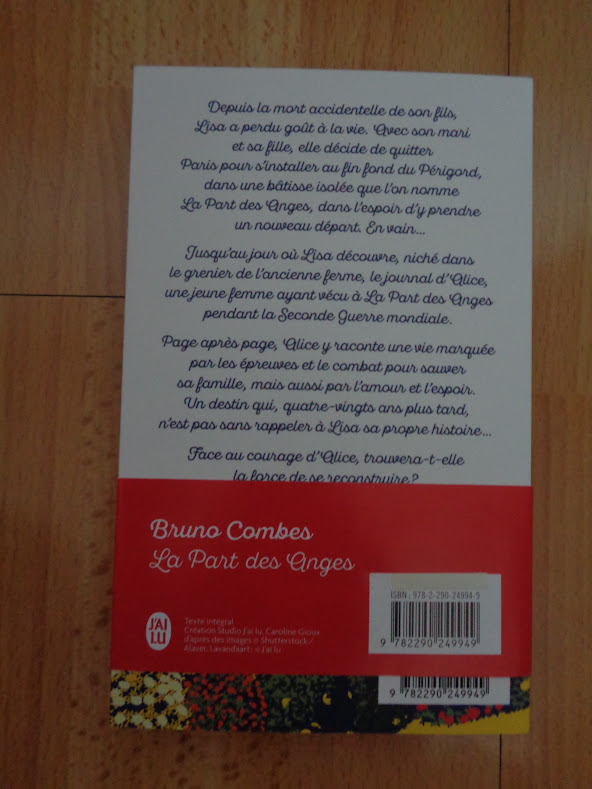 Depuis la mort accidentelle de son fils,
Lisa a perdu goût à la vie. Avec son mari
et sa fille, elle décide de quitter
Paris pour s'installer au fin fond du Périgord,
dans une bâtisse isolée que l'on nomme
La Part des Anges, dans l'espoir d'y prendre
un nouveau départ. En vain...
Jusqu'au jour où Lisa découvre, niché dans
le grenier de l'ancienne ferme, le journal d'Alice,
une jeune femme ayant vécu à La Part des Anges
pendant la Seconde Guerre mondiale.
Page après page, Alice y raconte une vie marquée
par les épreuves et le combat pour sauver
sa famille, mais aussi par l'amour et l'espoir.
Un destin qui, quatre-vingts ans plus tard,
n'est pas sans rappeler à Lisa sa propre histoire...
Face au courage d'Alice, trouvera-t-elle
la force de se reconstruire ?
Bruno Combes
La Part des Anges
ISBN : 978-2-290-24994-9
9 782290 249949
J'AI
LU
Texte intégral
Création Studio J'ai lu, Caroline Gioux
d'après des images © Shutterstock /
Alaver, Lavandaart ; © J'ai lu
9 782290 249949